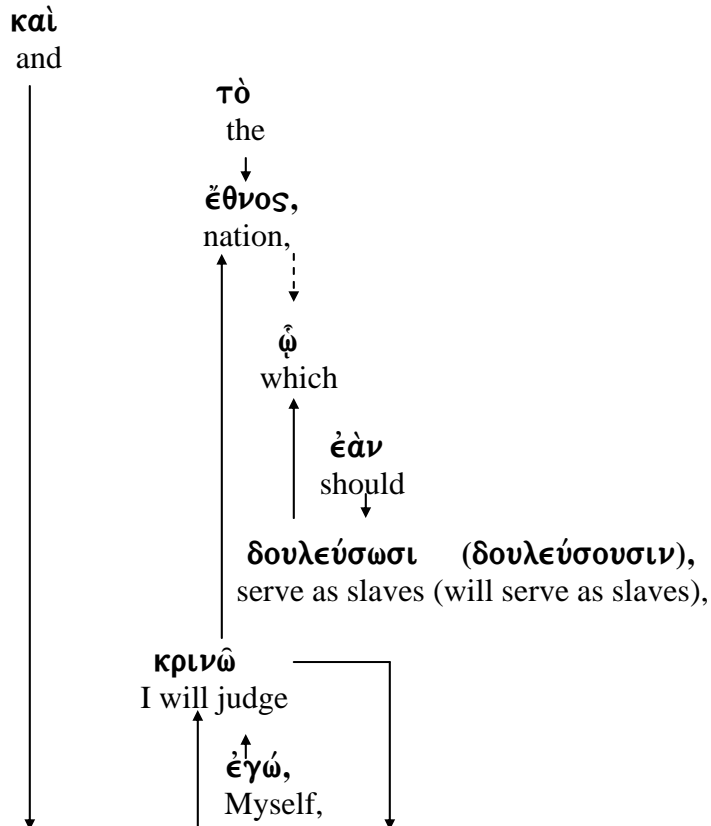 καὶ
and
τὸ
the
ἔθνος,
nation,
ᾧ
which
ἐὰν
should
δουλεύσωσι (δουλεύσουσιν),
serve as slaves (will serve as slaves),
κρινῶ
I will judge
ἐγώ,
Myself,